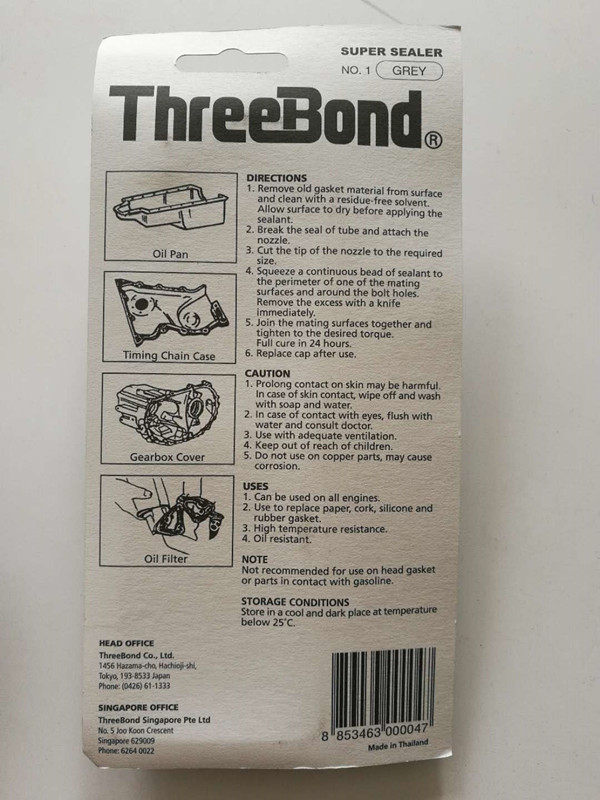 SUPER SEALER
NO. 1 GREY
ThreeBond®
Oil Pan
Timing Chain Case
Gearbox Cover
Oil Filter
DIRECTIONS
1. Remove old gasket material from surface
and clean with a residue-free solvent.
Allow surface to dry before applying the
sealant.
2. Break the seal of tube and attach the
nozzle.
3. Cut the tip of the nozzle to the required
size.
4. Squeeze a continuous bead of sealant to
the perimeter of one of the mating
surfaces and around the bolt holes.
Remove the excess with a knife
immediately.
5. Join the mating surfaces together and
tighten to the desired torque.
Full cure in 24 hours.
6. Replace cap after use.
CAUTION
1. Prolong contact on skin may be harmful.
In case of skin contact, wipe off and wash
with soap and water.
2. In case of contact with eyes, flush with
water and consult doctor.
3. Use with adequate ventilation.
4. Keep out of reach of children.
5. Do not use on copper parts, may cause
corrosion.
USES
1. Can be used on all engines.
2. Use to replace paper, cork, silicone and
rubber gasket.
3. High temperature resistance.
4. Oil resistant.
NOTE
Not recommended for use on head gasket
or parts in contact with gasoline.
STORAGE CONDITIONS
Store in a cool and dark place at temperature
below 25˚C.
HEAD OFFICE
ThreeBond Co., Ltd.
1456 Hazama-cho, Hachioji-shi,
Tokyo, 193-8533 Japan
Phone: (0426) 61-1333
SINGAPORE OFFICE
ThreeBond Singapore Pte Ltd
No. 5 Joo Koon Crescent
Singapore 629009
Phone: 6264 0022
8 853463 000047
Made in Thailand